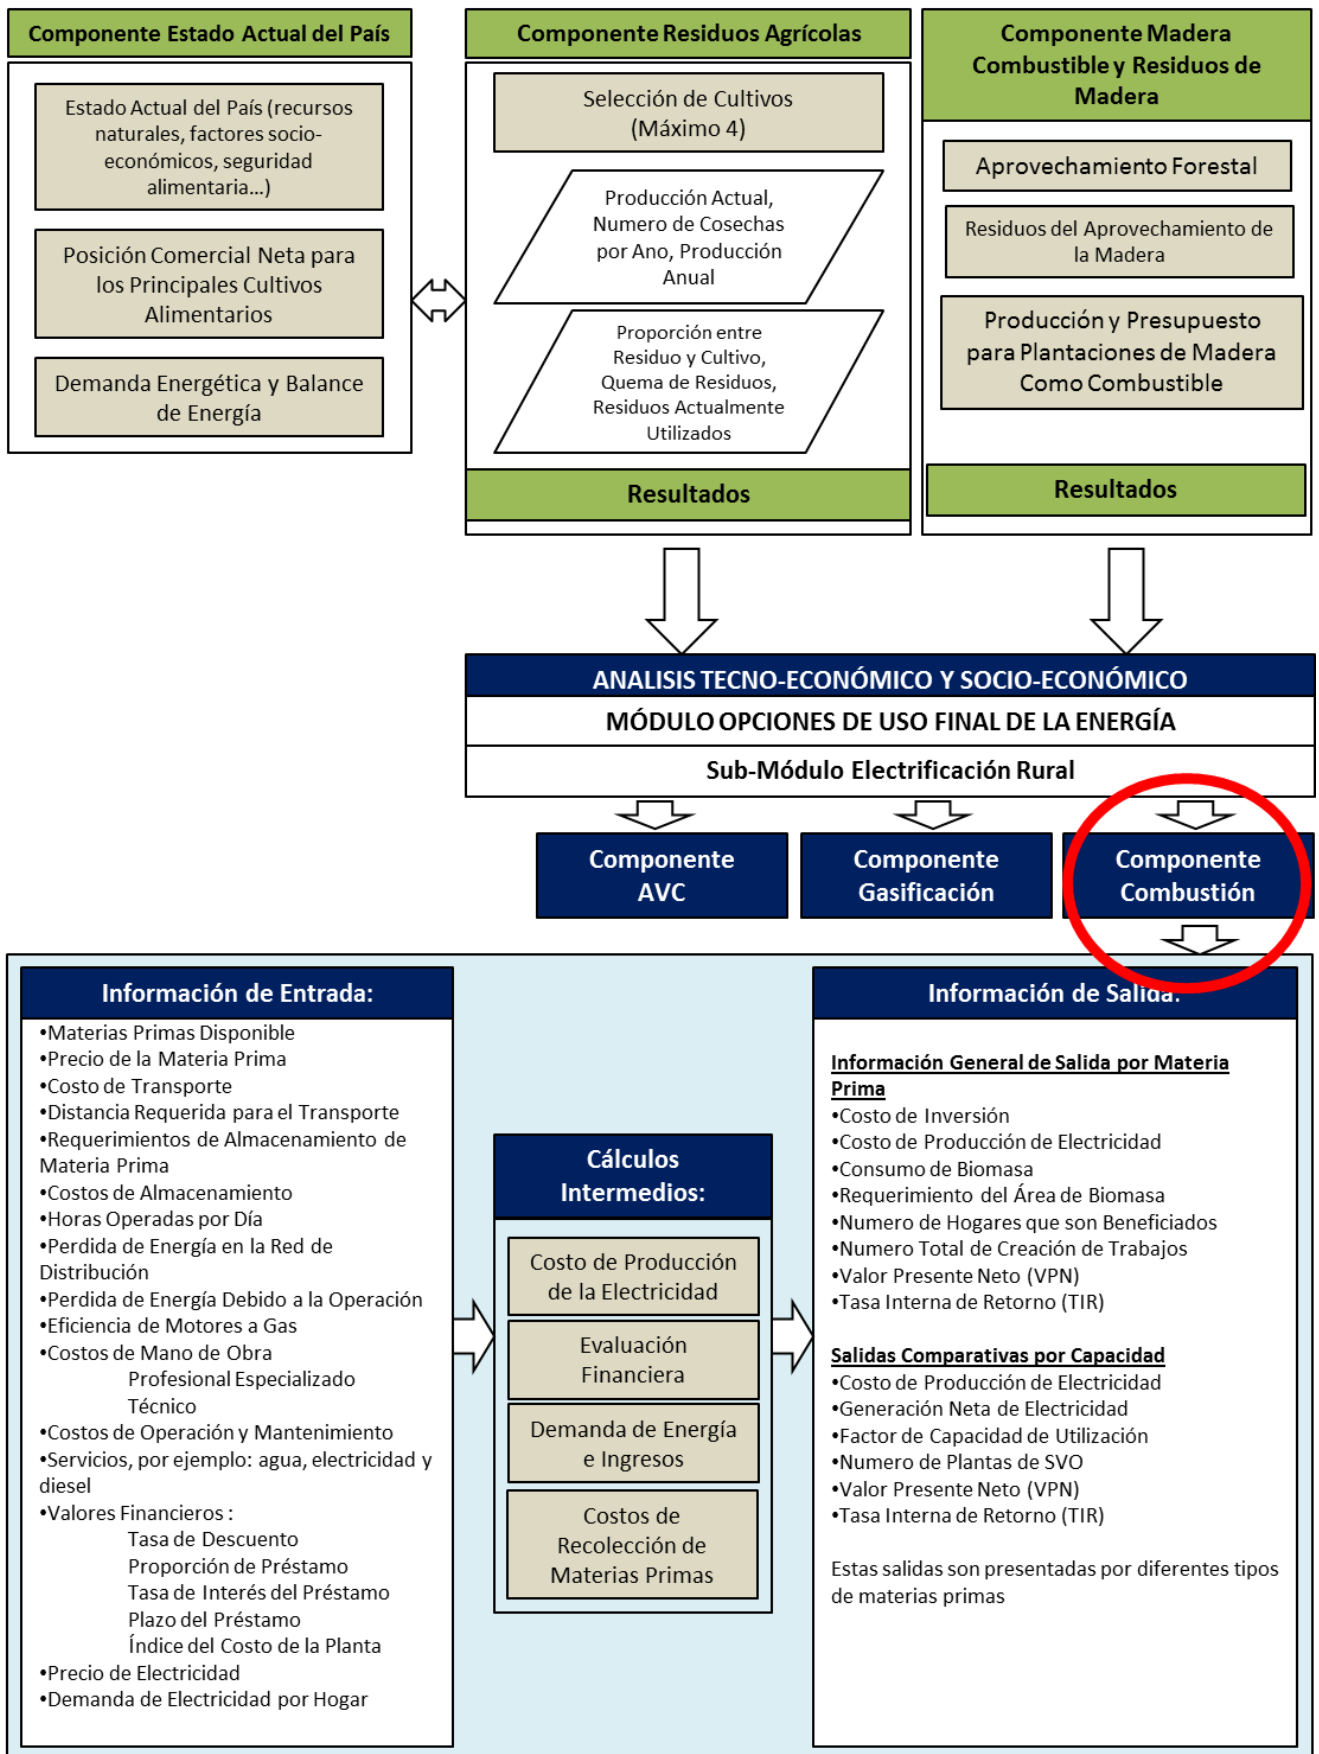 Componente Estado Actual del País
Estado Actual del País (recursos
naturales, factores socio-
económicos, seguridad
alimentaria...)
Posición Comercial Neta para
los Principales Cultivos
Alimentarios
Demanda Energética y Balance
de Energía
Componente Residuos Agrícolas
Selección de Cultivos
(Máximo 4)
Producción Actual,
Numero de Cosechas
por Ano, Producción
Anual
Proporción entre
Residuo y Cultivo,
Quema de Residuos,
Residuos Actualmente
Utilizados
Resultados
Componente Madera
Combustible y Residuos de
Madera
Aprovechamiento Forestal
Residuos del Aprovechamiento de
la Madera
Producción y Presupuesto
para Plantaciones de Madera
Como Combustible
Resultados
ANALISIS TECNO-ECONÓMICO Y SOCIO-ECONÓMICO
MÓDULO OPCIONES DE USO FINAL DE LA ENERGÍA
Sub-Módulo Electrificación Rural
Componente
AVC
Componente
Gasificación
Componente
Combustión
Información de Entrada:
•Materias Primas Disponible
•Precio de la Materia Prima
•Costo de Transporte
•Distancia Requerida para el Transporte
•Requerimientos de Almacenamiento de
Materia Prima
•Costos de Almacenamiento
•Horas Operadas por Día
•Perdida de Energía en la Red de
Distribución
•Perdida de Energía Debido a la Operación
•Eficiencia de Motores a Gas
•Costos de Mano de Obra
Profesional Especializado
Técnico
•Costos de Operación y Mantenimiento
•Servicios, por ejemplo: agua, electricidad y
diesel
•Valores Financieros :
Tasa de Descuento
Proporción de Préstamo
Tasa de Interés del Préstamo
Plazo del Préstamo
Índice del Costo de la Planta
•Precio de Electricidad
•Demanda de Electricidad por Hogar
Cálculos
Intermedios:
Costo de Producción
de la Electricidad
Evaluación
Financiera
Demanda de Energía
e Ingresos
Costos de
Recolección de
Materias Primas
Información de Salida:
Información General de Salida por Materia
Prima
•Costo de Inversión
•Costo de Producción de Electricidad
•Consumo de Biomasa
•Requerimiento del Área de Biomasa
•Numero de Hogares que son Beneficiados
•Numero Total de Creación de Trabajos
•Valor Presente Neto (VPN)
•Tasa Interna de Retorno (TIR)
Salidas Comparativas por Capacidad
•Costo de Producción de Electricidad
•Generación Neta de Electricidad
•Factor de Capacidad de Utilización
•Numero de Plantas de SVO
•Valor Presente Neto (VPN)
•Tasa Interna de Retorno (TIR)
Estas salidas son presentadas por diferentes tipos
de materias primas